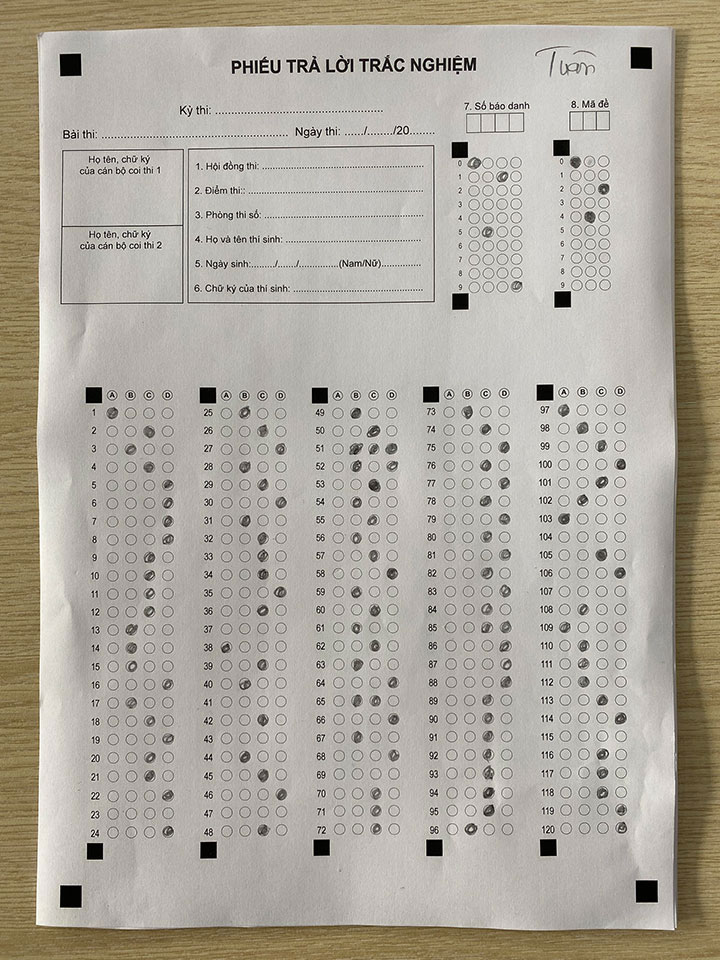 PHIẾU TRẢ LỜI TRẮC NGHIỆM
Tuấn
Kỳ thi: ......................................................
Bài thi: ............................................................ Ngày thi: ....../......../20........
7. Số báo danh
8. Mã đề
Họ tên, chữ ký
của cán bộ coi thi 1
Họ tên, chữ ký
của cán bộ coi thi 2
1. Hội đồng thi: ............................................................
2. Điểm thi:: ............................................................
3. Phòng thi số: ............................................................
4. Họ và tên thí sinh: ..................................................
5. Ngày sinh:......../......./...............(Nam/Nữ)...............
6. Chữ ký của thí sinh: ................................................
0 0
1 1
2 2
3 3
4 4
5 5
6 6
7 7
8 8
9 9
A B C D A B C D A B C D A B C D A B C D
1 25 49 73 97
2 26 50 74 98
3 27 51 75 99
4 28 52 76 100
5 29 53 77 101
6 30 54 78 102
7 31 55 79 103
8 32 56 80 104
9 33 57 81 105
10 34 58 82 106
11 35 59 83 107
12 36 60 84 108
13 37 61 85 109
14 38 62 86 110
15 39 63 87 111
16 40 64 88 112
17 41 65 89 113
18 42 66 90 114
19 43 67 91 115
20 44 68 92 116
21 45 69 93 117
22 46 70 94 118
23 47 71 95 119
24 48 72 96 120